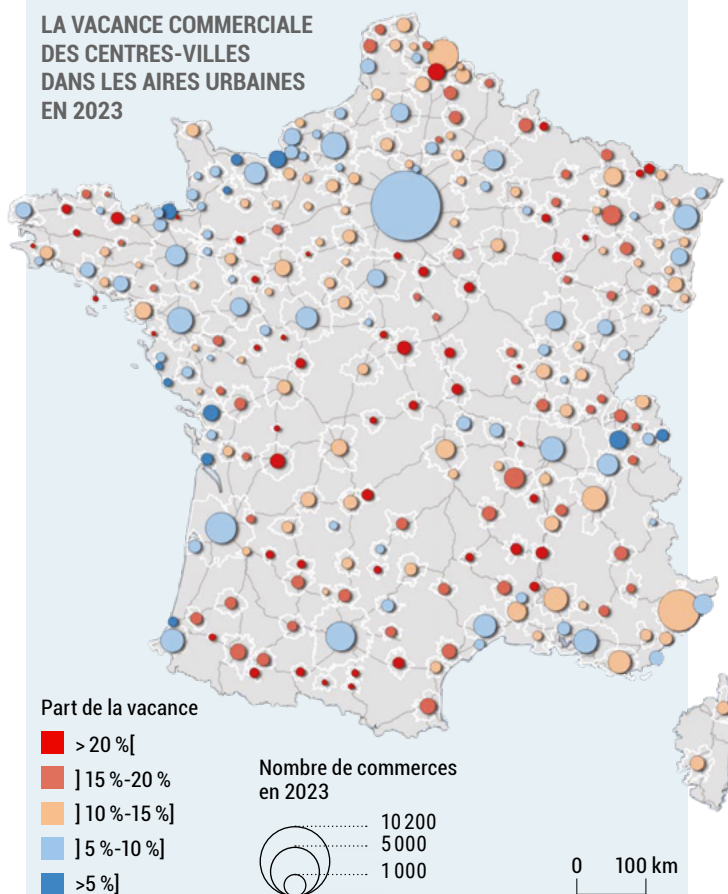 LA VACANCE COMMERCIALE
DES CENTRES-VILLES
DANS LES AIRES URBAINES
EN 2023
Part de la vacance
> 20 %[
] 15 %-20 %
] 10 %-15 %]
] 5 %-10 %]
>5 %]
Nombre de commerces
en 2023
10 200
5 000
1 000
0 100 km